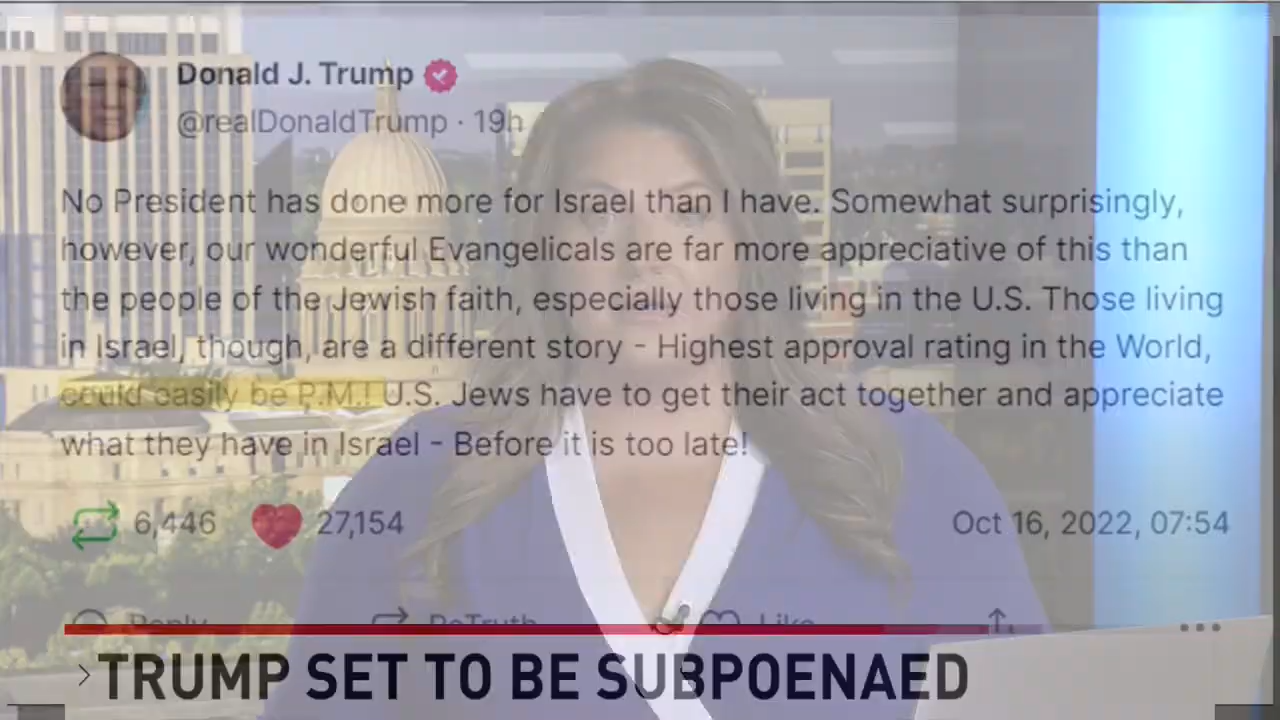 Donald J. Trump
@realDonaldTrump · 19h
No President has done more for Israel than I have. Somewhat surprisingly,
however, our wonderful Evangelicals are far more appreciative of this than
the people of the Jewish faith, especially those living in the U.S. Those living
in Israel, though, are a different story - Highest approval rating in the World,
could easily be P.M.! U.S. Jews have to get their act together and appreciate
what they have in Israel - Before it is too late!
6,446 27,154 Oct 16, 2022, 07:54
Reply ReTruth Like
TRUMP SET TO BE SUBPOENAED